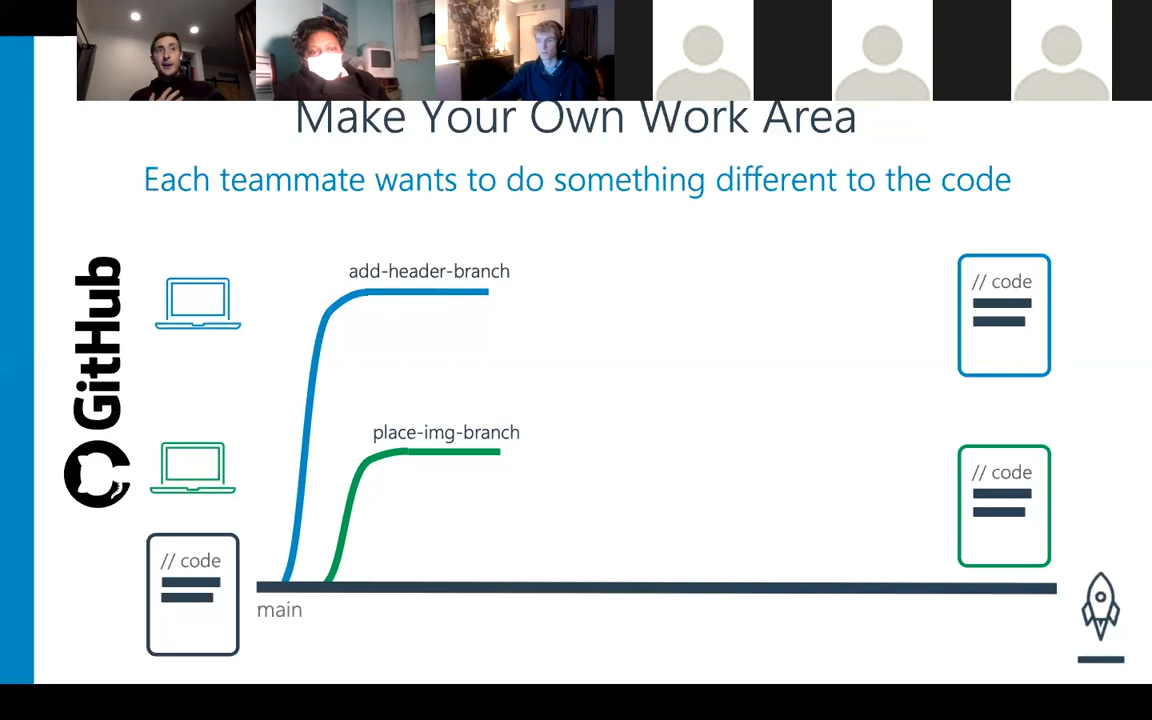 Make Your Own Work Area
Each teammate wants to do something different to the code
GitHub
add-header-branch
// code
place-img-branch
// code
// code
main